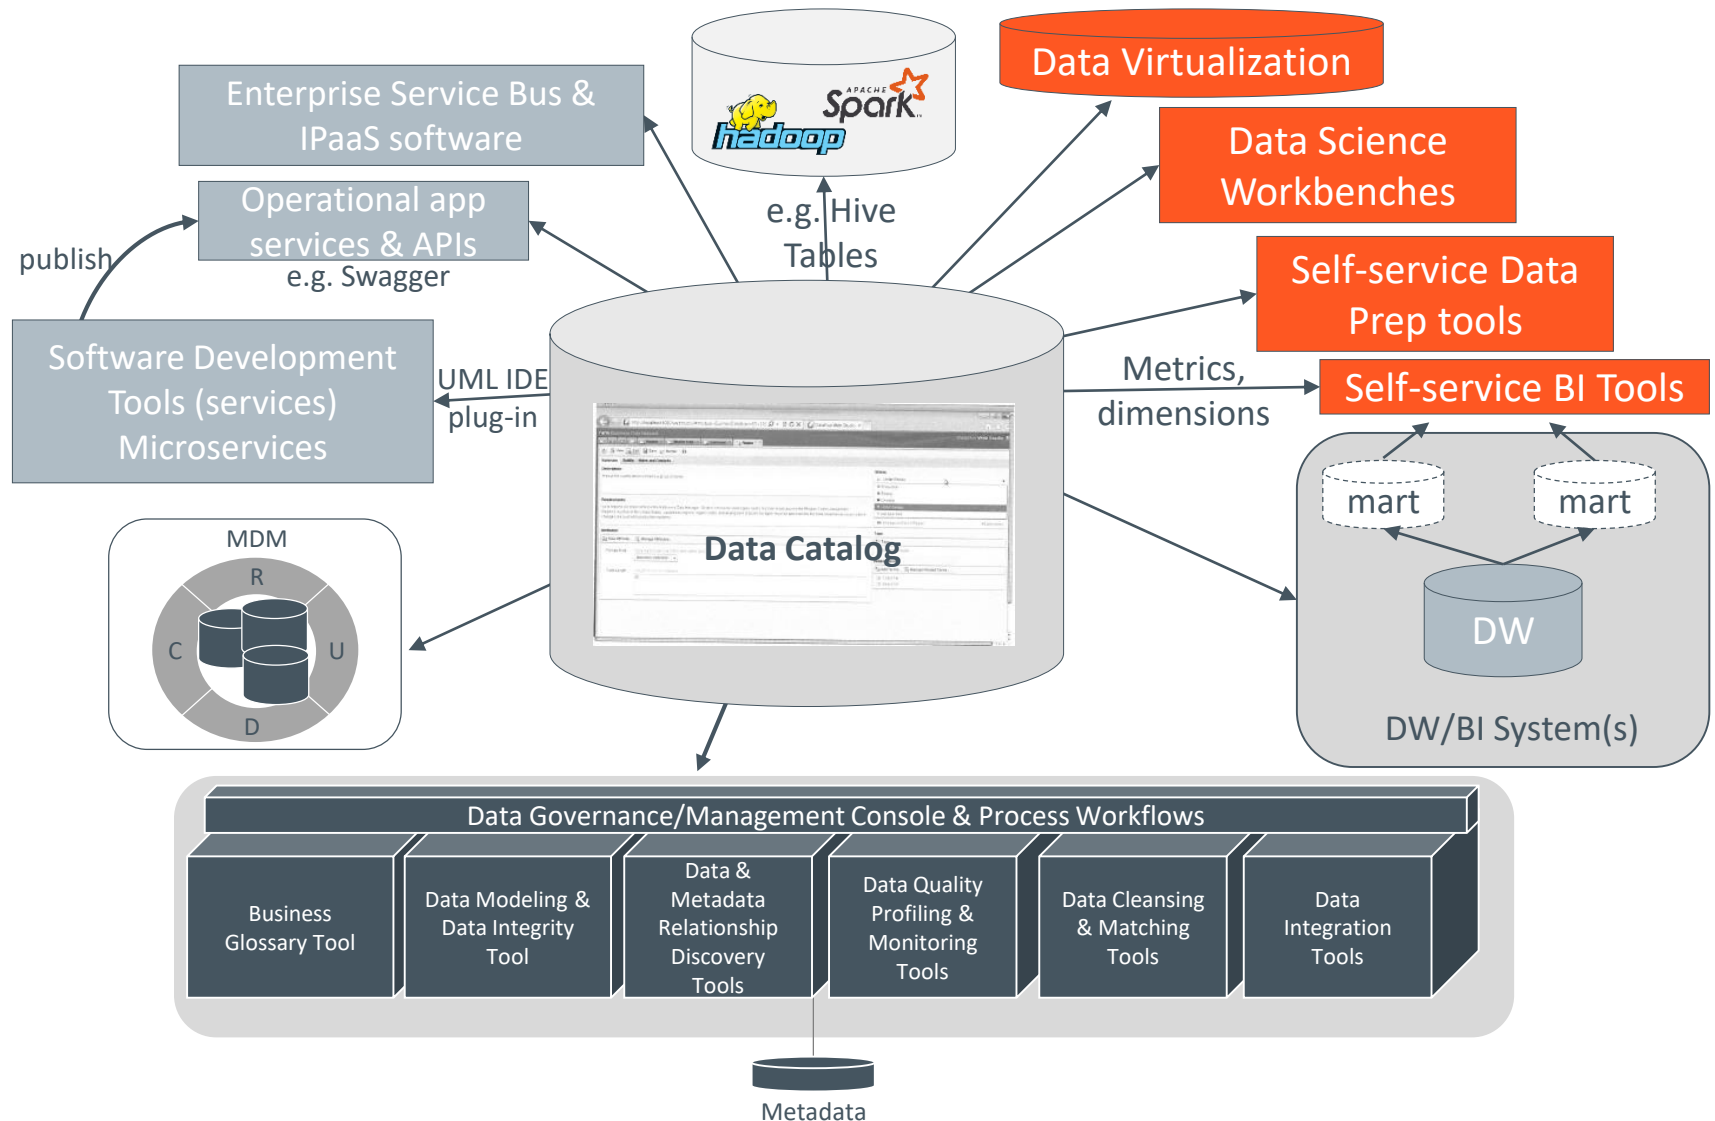 Enterprise Service Bus &
IPaaS software
Operational app
services & APIs
e.g. Swagger
publish
Software Development
Tools (services)
Microservices
UML IDE
plug-in
hadoop
APACHE
Spark
e.g. Hive
Tables
Data Virtualization
Data Science
Workbenches
Self-service Data
Prep tools
Metrics,
dimensions
Self-service BI Tools
mart
mart
DW
DW/BI System(s)
Data Catalog
MDM
R
C
U
D
Data Governance/Management Console & Process Workflows
Business
Glossary Tool
Data Modeling &
Data Integrity
Tool
Data &
Metadata
Relationship
Discovery
Tools
Data Quality
Profiling &
Monitoring
Tools
Data Cleansing
& Matching
Tools
Data
Integration
Tools
Metadata